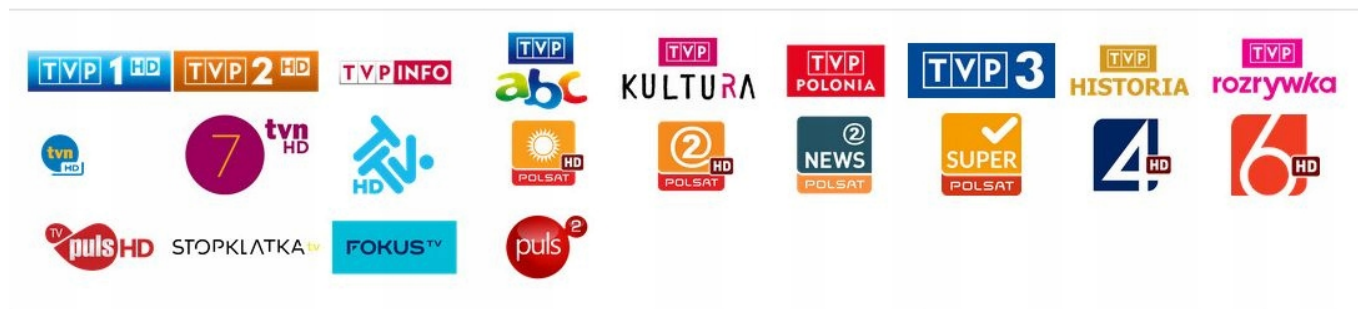 TVP 1 HD
TVP 2 HD
TVP INFO
TVP
abc
TVP
KULTURA
TVP
POLONIA
TVP 3
TVP
HISTORIA
TVP
rozrywka
tvn
HD
7 tvn
HD
TTV
HD
HD
POLSAT
2 HD
POLSAT
2
NEWS
POLSAT
SUPER
POLSAT
4 HD
6 HD
TV
puls HD
STOPKLATKA tv
FOKUS TV
puls 2